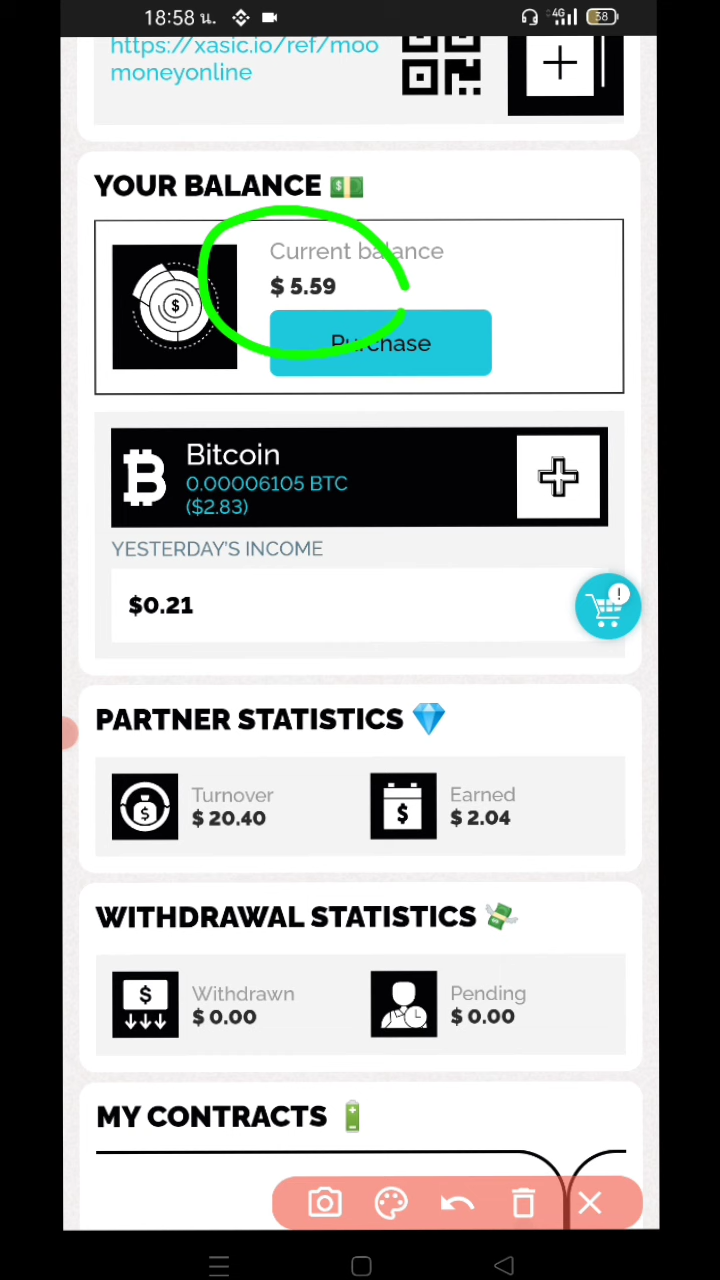 18:58 น.
4G
38
https://xasic.io/ref/moo
moneyonline
YOUR BALANCE
Current balance
$ 5.59
Purchase
Bitcoin
0.00006105 BTC
($2.83)
YESTERDAY'S INCOME
$0.21
PARTNER STATISTICS
Turnover
$ 20.40
Earned
$ 2.04
WITHDRAWAL STATISTICS
Withdrawn
$ 0.00
Pending
$ 0.00
MY CONTRACTS